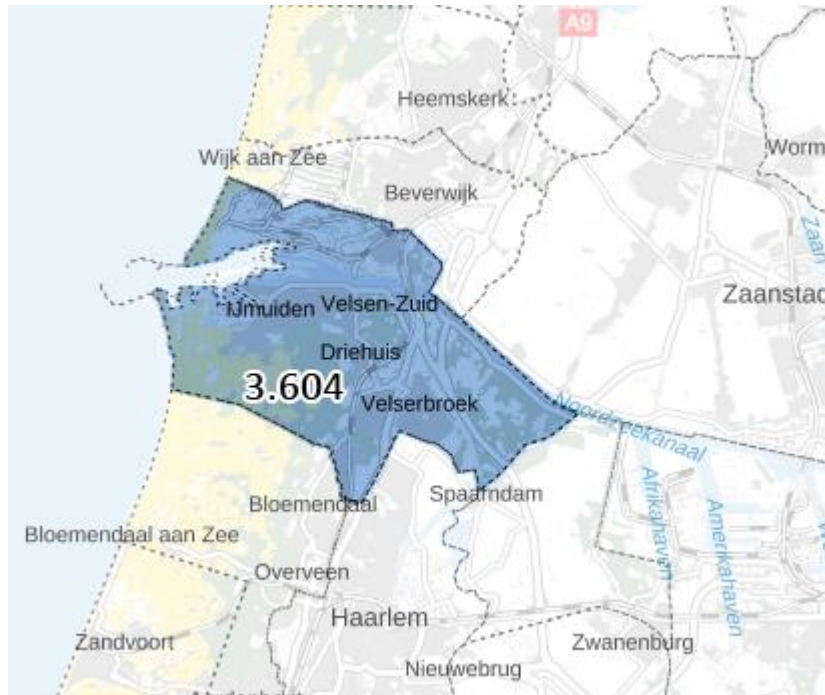 A9
Heemskerk
Worm
Wijk aan Zee
Beverwijk
Zaan
Zaanstad
IJmuiden
Velsen-Zuid
Driehuis
3.604
Velserbroek
Noordzeekanaal
Bloemendaal
Spaarndam
Afrikahaven
Amerikahaven
Bloemendaal aan Zee
Overveen
Haarlem
Zandvoort
Zwanenburg
Nieuwebrug